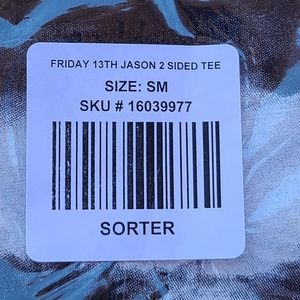 FRIDAY 13TH JASON 2 SIDED TEE
SIZE: SM
SKU # 16039977
SORTER